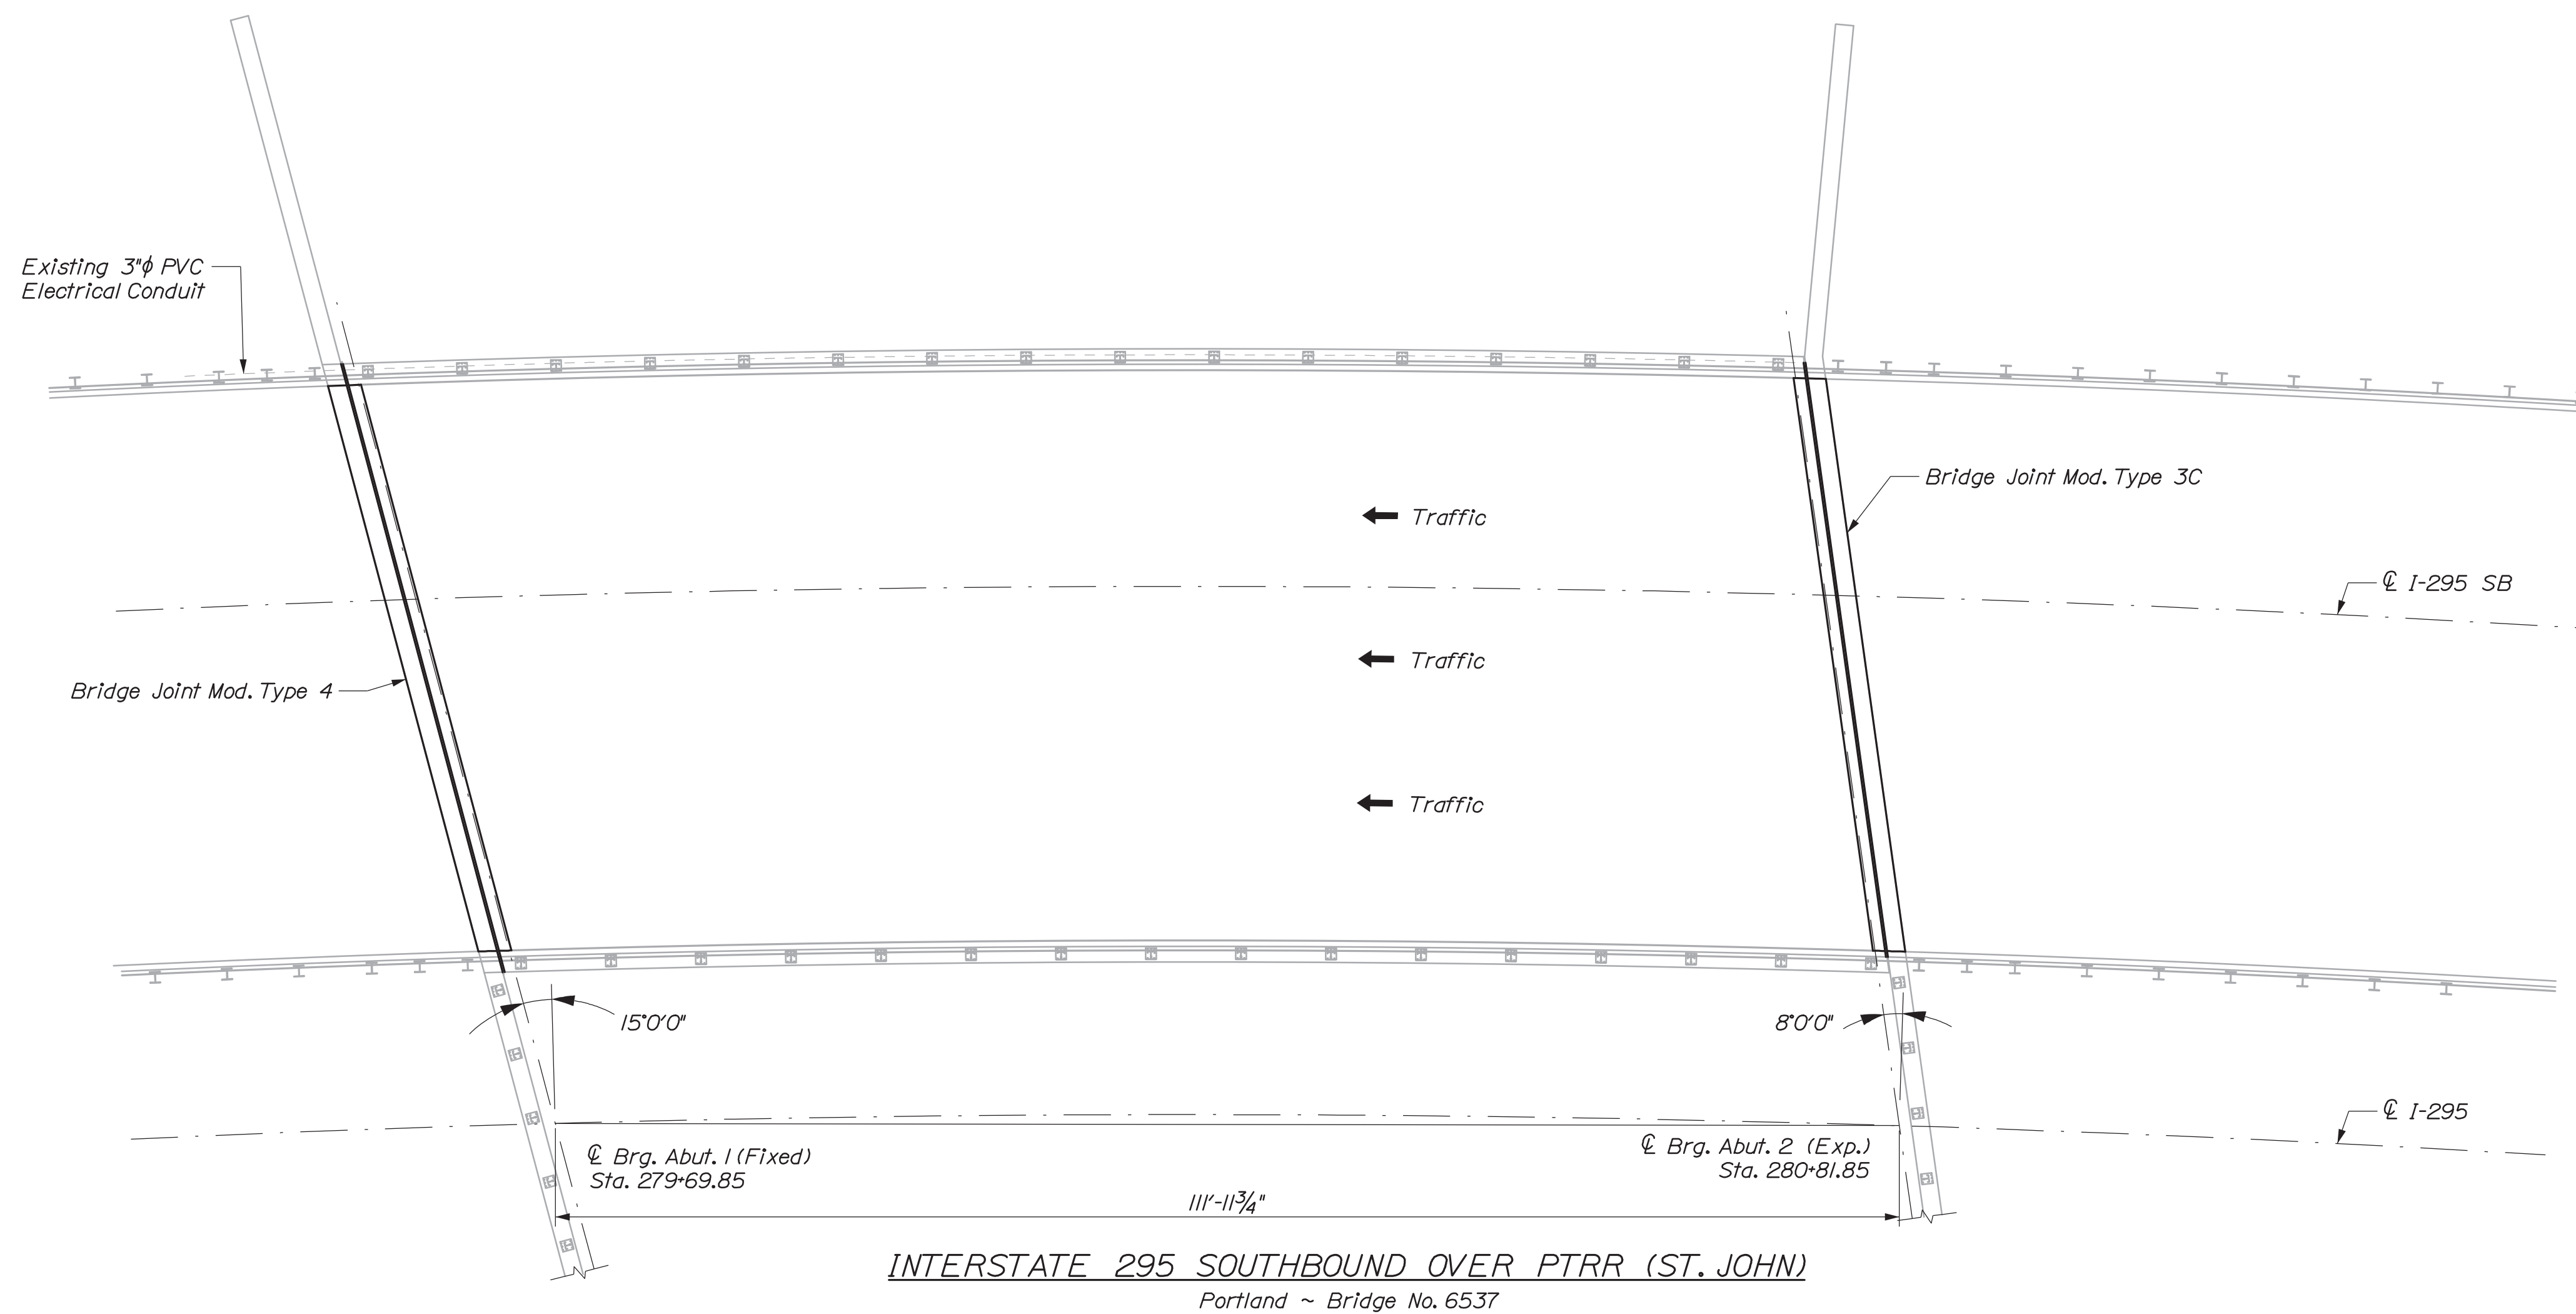 Existing 3"ϕ PVC
Electrical Conduit
Bridge Joint Mod. Type 3C
Traffic
℄ I-295 SB
Traffic
Bridge Joint Mod. Type 4
Traffic
15°0'0"
8°0'0"
℄ I-295
℄ Brg. Abut. 1 (Fixed)
Sta. 279+69.85
℄ Brg. Abut. 2 (Exp.)
Sta. 280+81.85
111'-11¾"
INTERSTATE 295 SOUTHBOUND OVER PTRR (ST. JOHN)
Portland ~ Bridge No. 6537